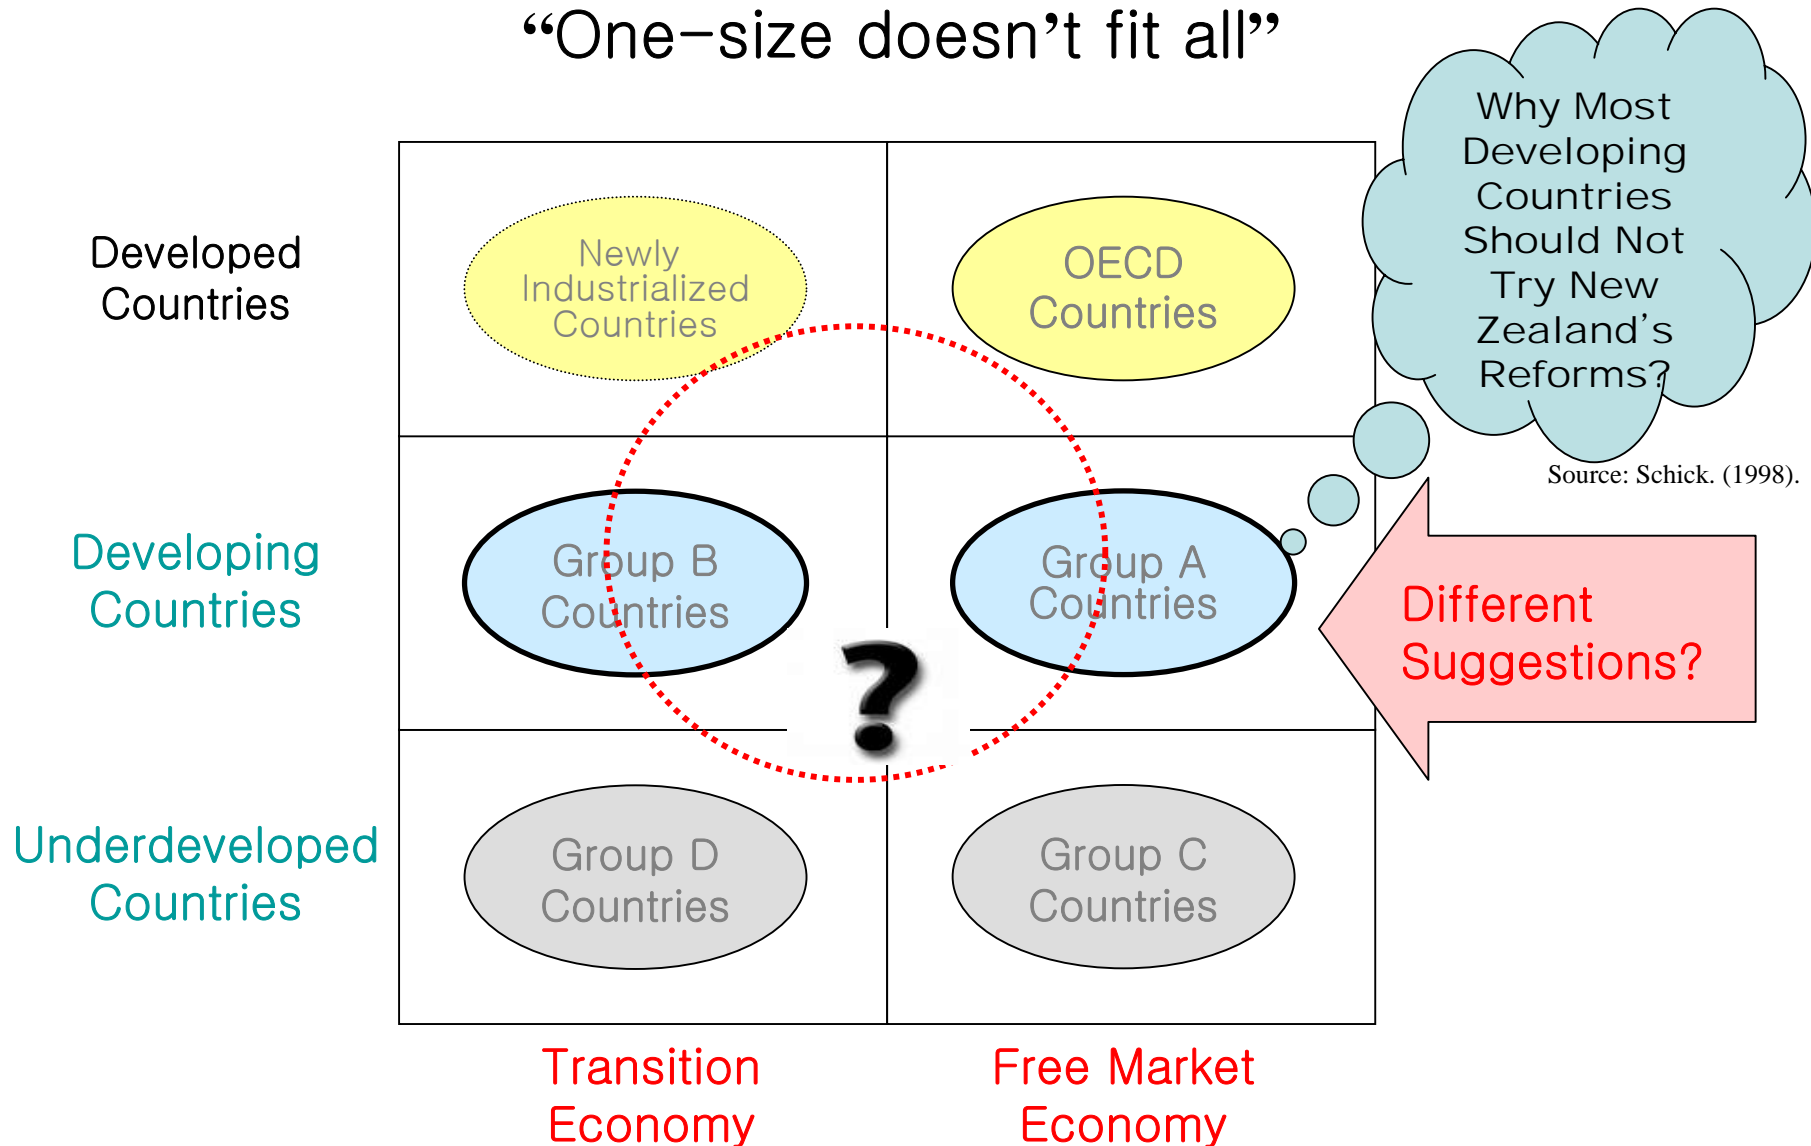 “One-size doesn’t fit all”
Why Most
Developing
Countries
Should Not
Try New
Zealand’s
Reforms?
Source: Schick. (1998).
Developed
Countries
Newly
Industrialized
Countries
OECD
Countries
Developing
Countries
Group B
Countries
Group A
Countries
?
Different
Suggestions?
Underdeveloped
Countries
Group D
Countries
Group C
Countries
Transition
Economy
Free Market
Economy